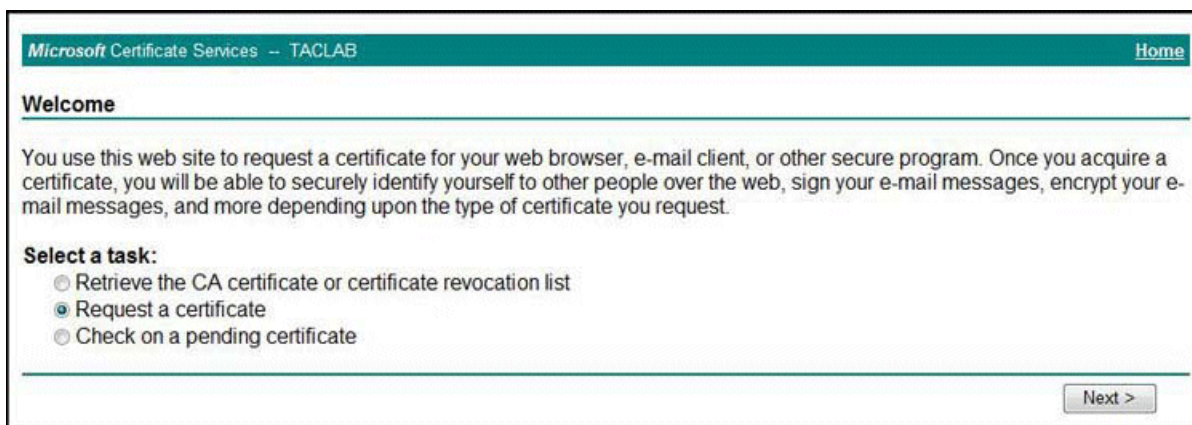 Microsoft Certificate Services -- TACLAB Home
Welcome
You use this web site to request a certificate for your web browser, e-mail client, or other secure program. Once you acquire a
certificate, you will be able to securely identify yourself to other people over the web, sign your e-mail messages, encrypt your e-
mail messages, and more depending upon the type of certificate you request.
Select a task:
Retrieve the CA certificate or certificate revocation list
Request a certificate
Check on a pending certificate
Next >